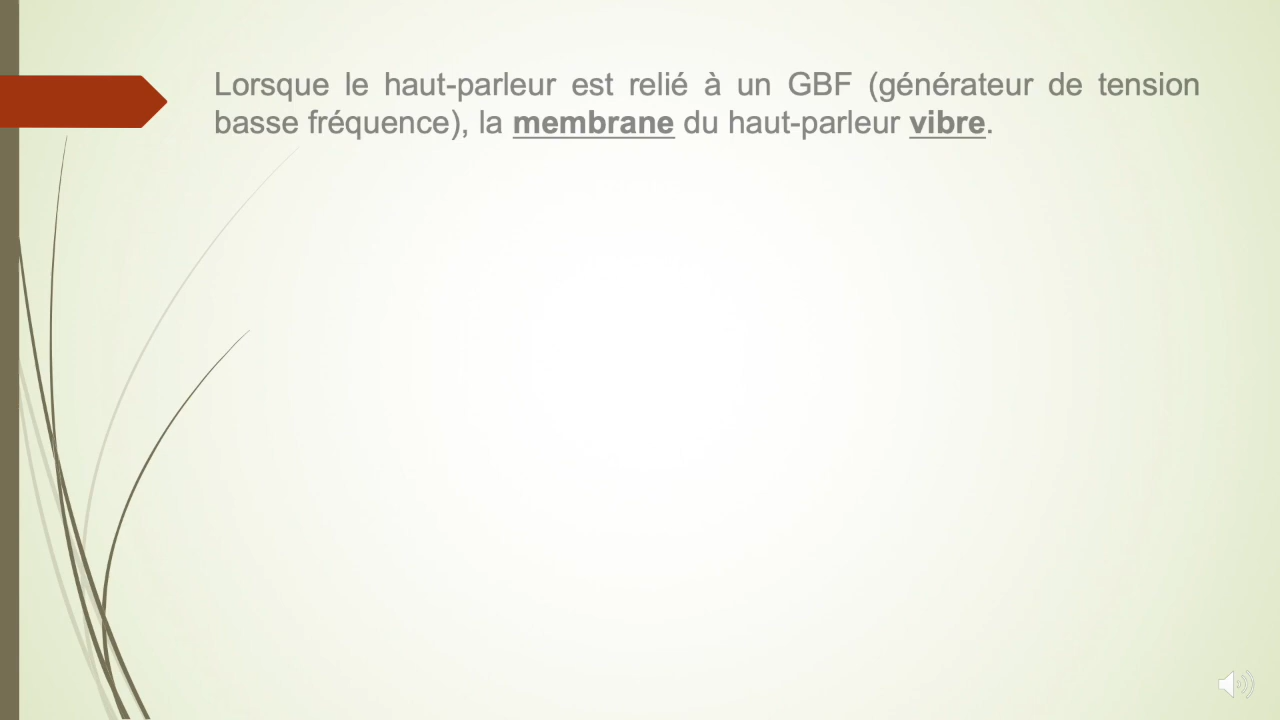 Lorsque le haut-parleur est relié à un GBF (générateur de tension
basse fréquence), la membrane du haut-parleur vibre.